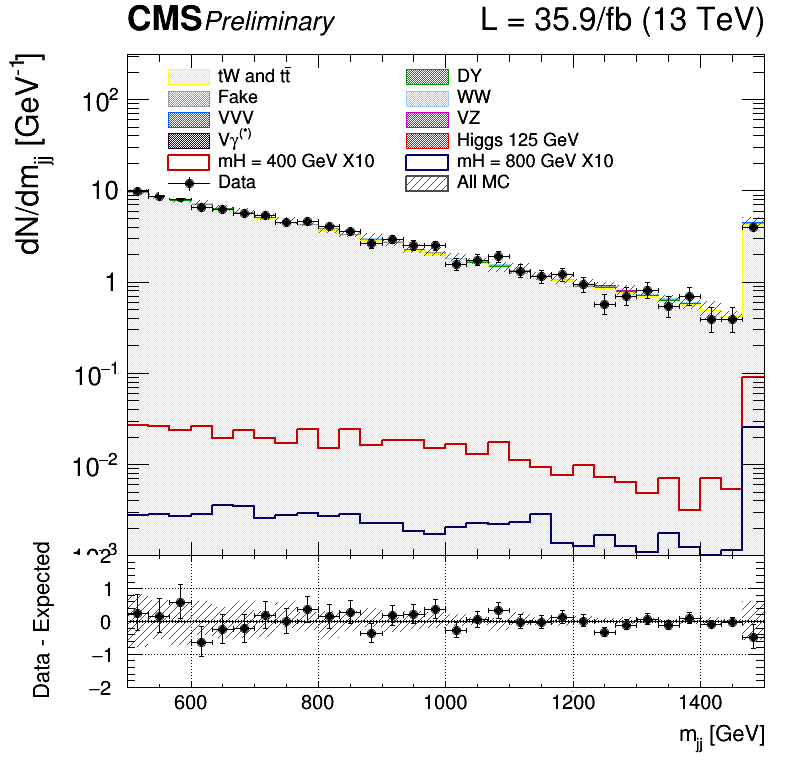 CMS Preliminary L = 35.9/fb (13 TeV)
dN/dm_jj [GeV⁻¹]
tW and tt̄ DY
Fake WW
VVV VZ
Vγ⁽*⁾ Higgs 125 GeV
mH = 400 GeV X10 mH = 800 GeV X10
Data All MC
10²
10
1
10⁻¹
10⁻²
2
1
0
−1
−2
Data - Expected
600 800 1000 1200 1400
m_jj [GeV]